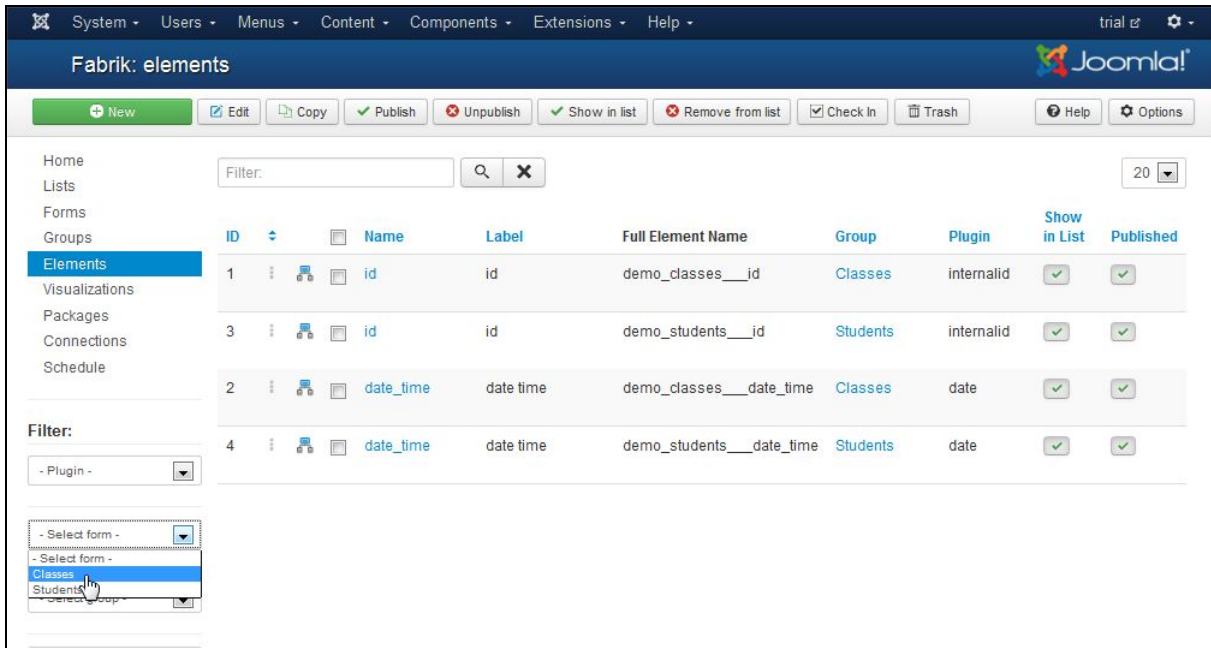 System Users Menus Content Components Extensions Help trial
Fabrik: elements
Joomla!
New Edit Copy Publish Unpublish Show in list Remove from list Check In Trash Help Options
Home
Lists
Forms
Groups
Elements
Visualizations
Packages
Connections
Schedule
Filter:
- Plugin -
- Select form -
- Select form -
Classes
Students
- Select group -
Filter: 20
ID Name Label Full Element Name Group Plugin Show in List Published
1 id id demo_classes___id Classes internalid
3 id id demo_students___id Students internalid
2 date_time date time demo_classes___date_time Classes date
4 date_time date time demo_students___date_time Students date